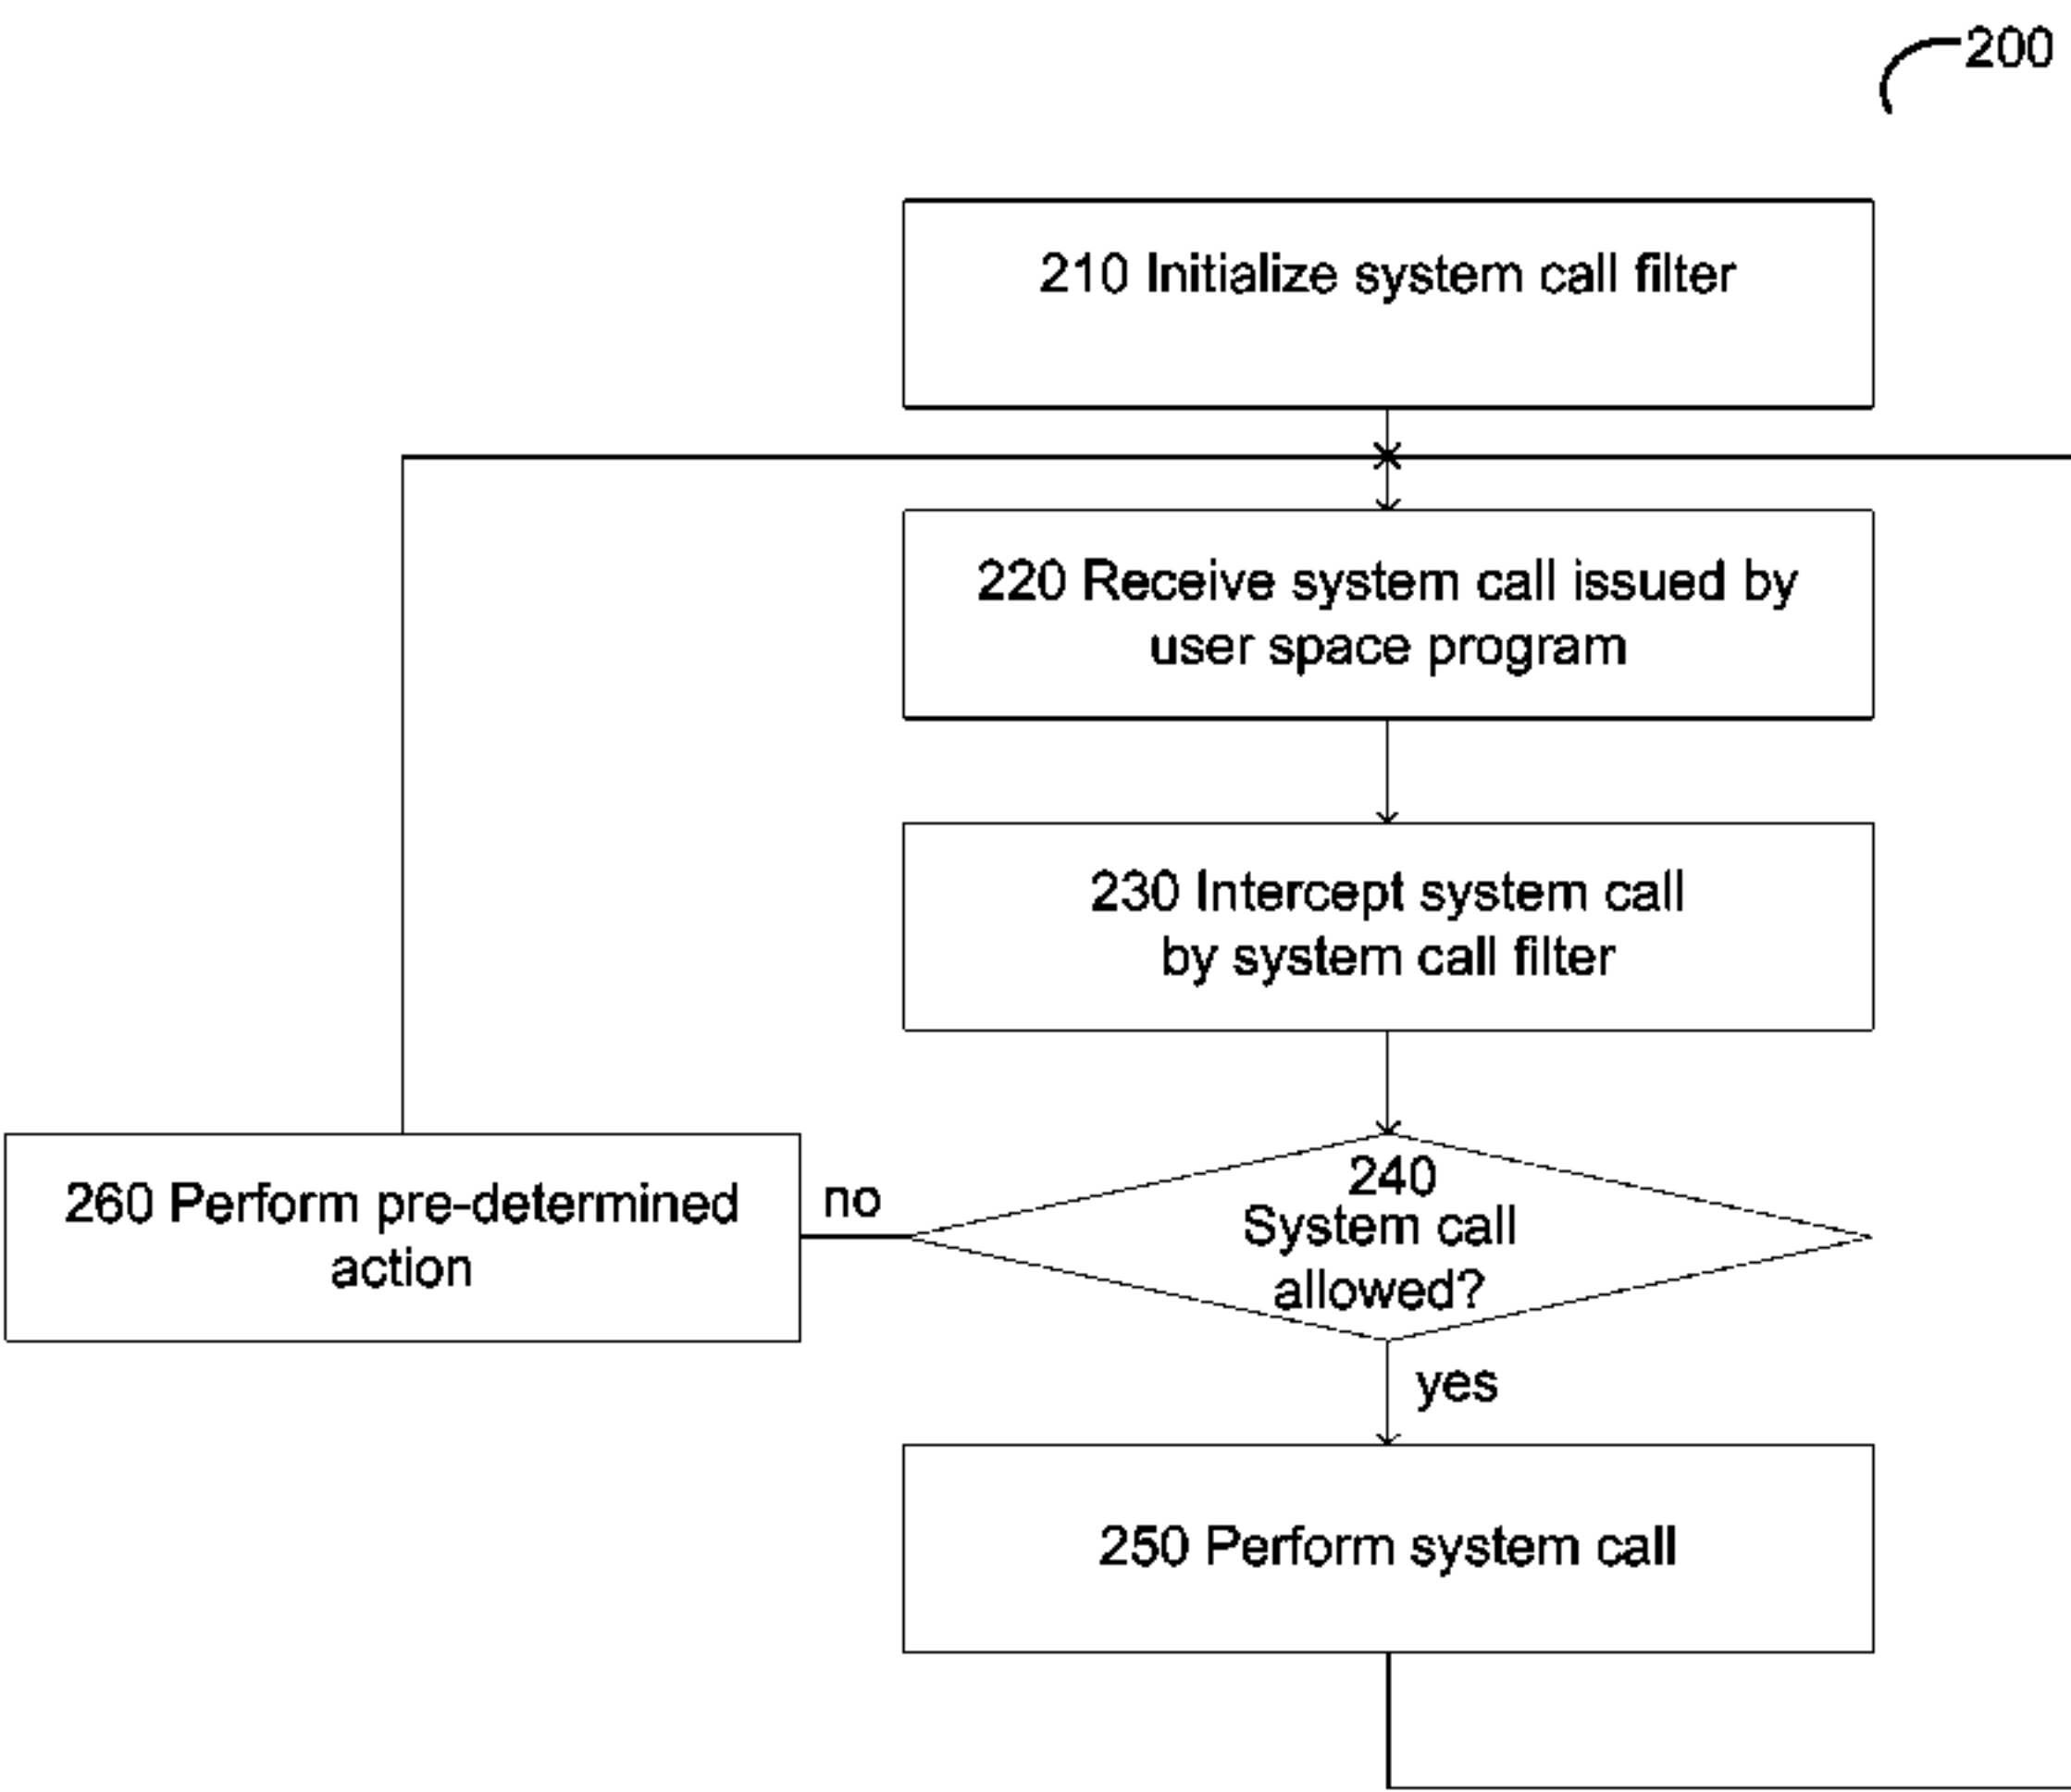 200
210 Initialize system call filter
220 Receive system call issued by
user space program
230 Intercept system call
by system call filter
240
System call
allowed?
no
260 Perform pre-determined
action
yes
250 Perform system call